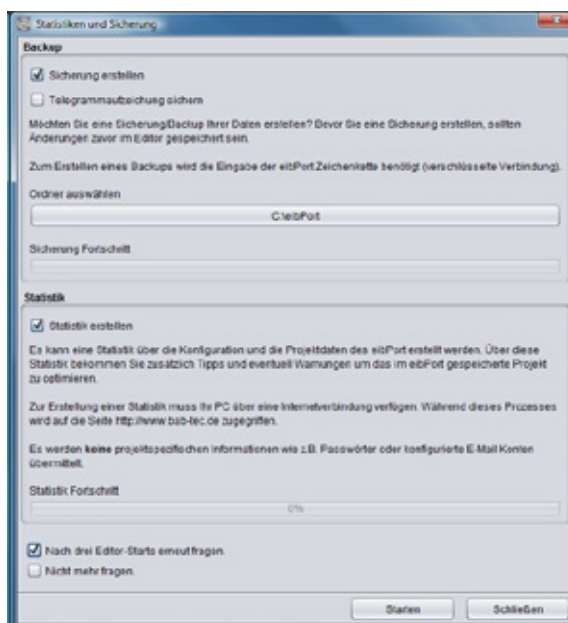 Statistiken und Sicherung
Backup
Sicherung erstellen
Telegrammaufzeichung sichern
Möchten Sie eine Sicherung/Backup Ihrer Daten erstellen? Bevor Sie eine Sicherung erstellen, sollten
Änderungen zuvor im Editor gespeichert sein.
Zum Erstellen eines Backups wird die Eingabe der eibPort Zeichenkette benötigt (verschlüsselte Verbindung).
Ordner auswählen
C:\eibPort
Sicherung Fortschritt
Statistik
Statistik erstellen
Es kann eine Statistik über die Konfiguration und die Projektdaten des eibPort erstellt werden. Über diese
Statistik bekommen Sie zusätzlich Tipps und eventuell Warnungen um das im eibPort gespeicherte Projekt
zu optimieren.
Zur Erstellung einer Statistik muss Ihr PC über eine Internetverbindung verfügen. Während dieses Prozesses
wird auf die Seite http://www.bab-tec.de zugegriffen.
Es werden keine projektspezifischen Informationen wie z.B. Passwörter oder konfigurierte E-Mail Konten
übermittelt.
Statistik Fortschritt
0%
Nach drei Editor-Starts erneut fragen.
Nicht mehr fragen.
Starten Schließen